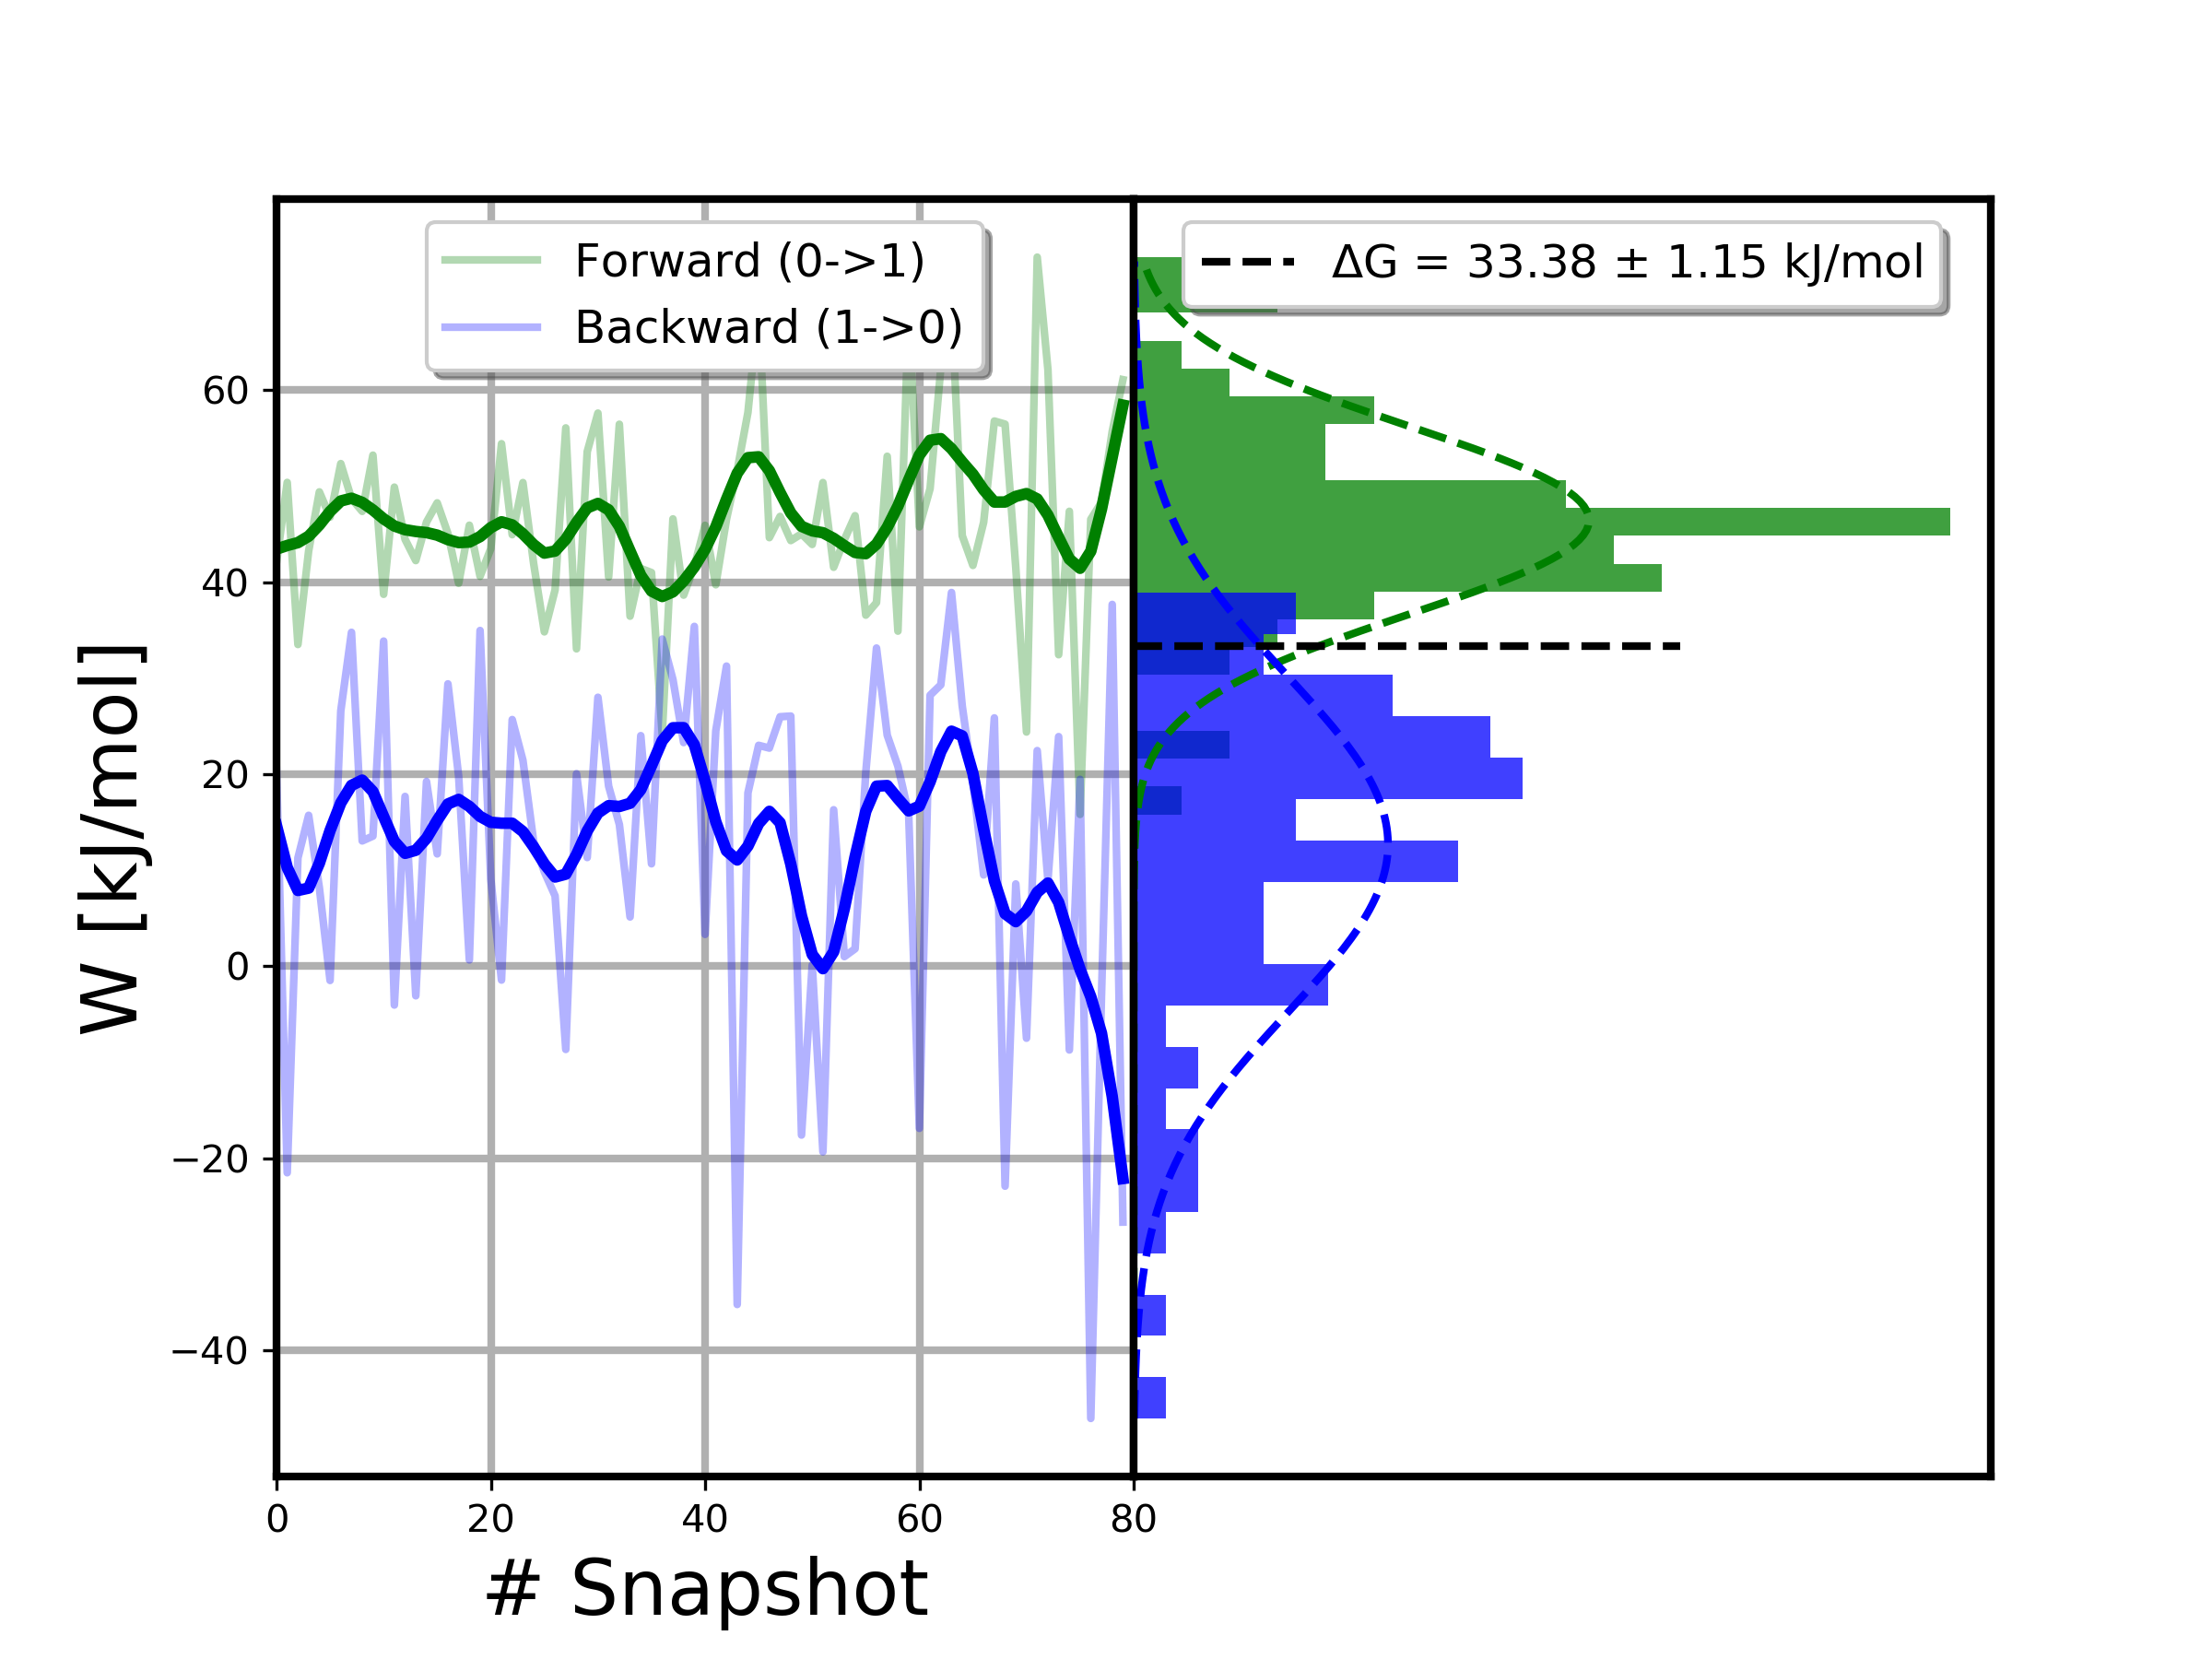 Forward (0->1)
Backward (1->0)
ΔG = 33.38 ± 1.15 kJ/mol
W [kJ/mol]
60
40
20
0
−20
−40
0 20 40 60 80
# Snapshot